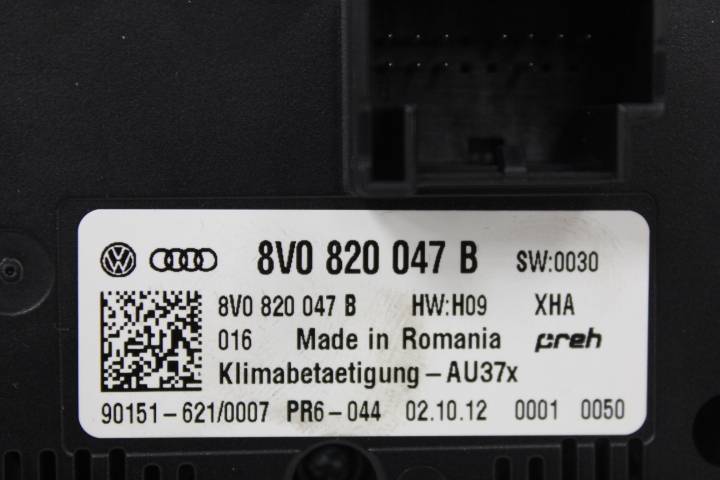 8V0 820 047 B SW:0030
8V0 820 047 B HW:H09 XHA
016 Made in Romania preh
Klimabetaetigung – AU37x
90151 – 621/0007 PR6 – 044 02.10.12 0001 0050